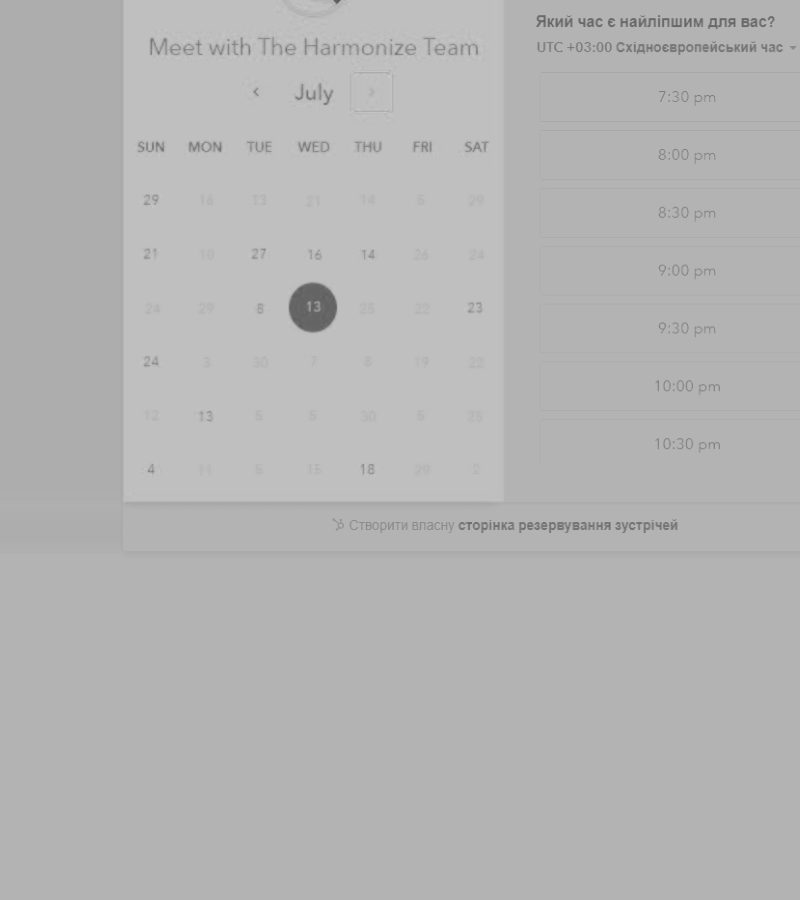 Meet with The Harmonize Team
July
SUN MON TUE WED THU FRI SAT
29 16 13 21 14 5 29
21 10 27 16 14 26 24
24 29 8 13 25 22 23
24 3 30 7 8 19 22
12 13 5 5 30 5 25
4 11 5 15 18 29 2
Який час є найліпшим для вас?
UTC +03:00 Східноєвропейський час
7:30 pm
8:00 pm
8:30 pm
9:00 pm
9:30 pm
10:00 pm
10:30 pm
Створити власну сторінка резервування зустрічей